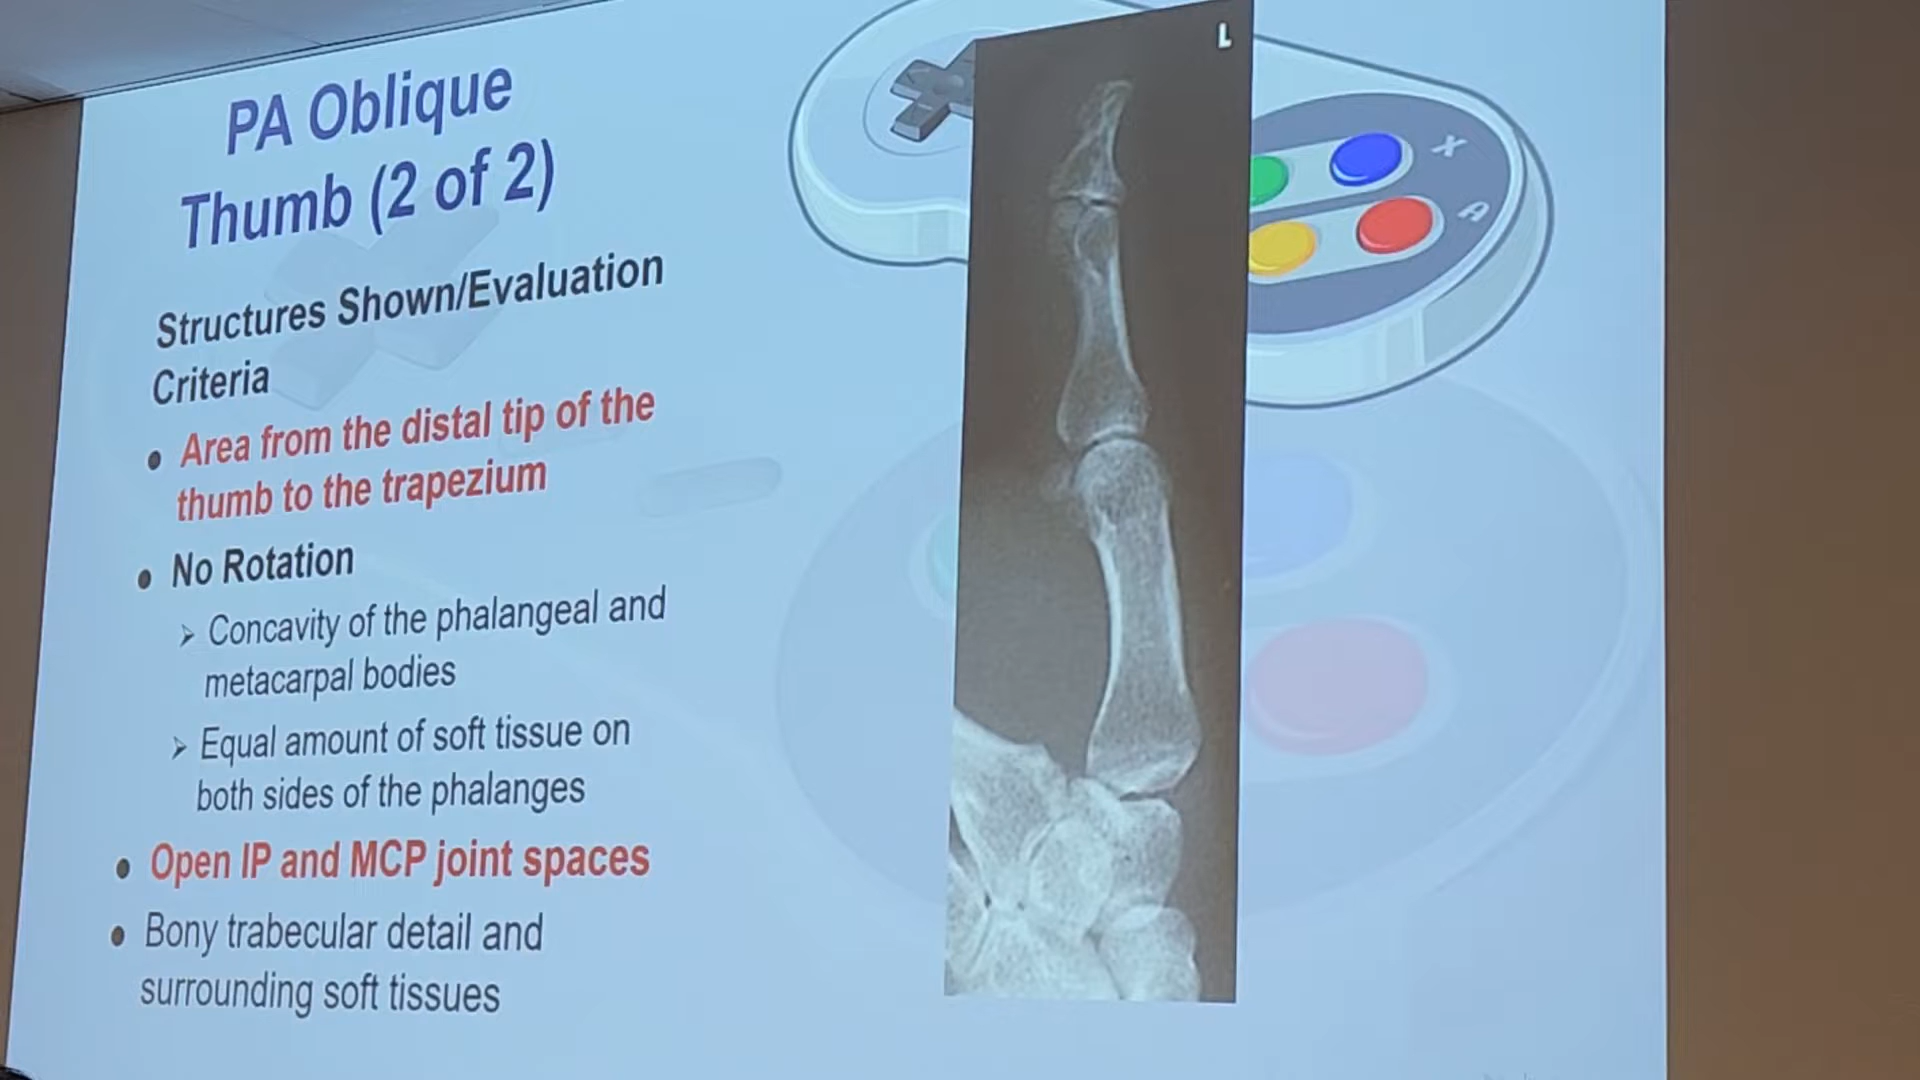 PA Oblique
Thumb (2 of 2)
Structures Shown/Evaluation
Criteria
• Area from the distal tip of the
thumb to the trapezium
• No Rotation
➢ Concavity of the phalangeal and
metacarpal bodies
➢ Equal amount of soft tissue on
both sides of the phalanges
• Open IP and MCP joint spaces
• Bony trabecular detail and
surrounding soft tissues
L
X
A